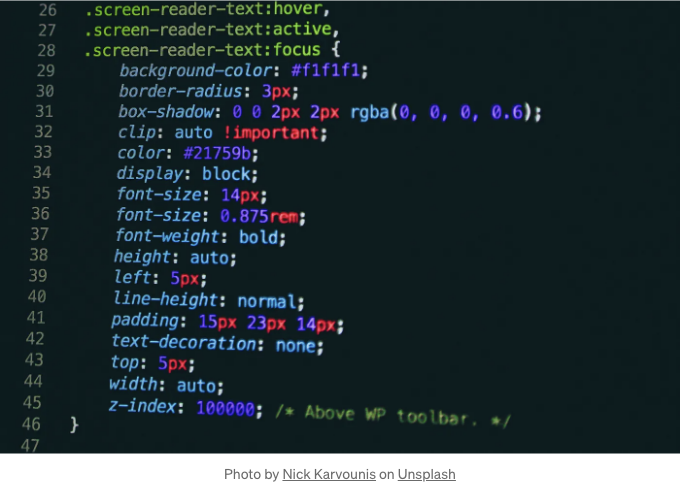 26 .screen-reader-text:hover,
27 .screen-reader-text:active,
28 .screen-reader-text:focus {
29 background-color: #f1f1f1;
30 border-radius: 3px;
31 box-shadow: 0 0 2px 2px rgba(0, 0, 0, 0.6);
32 clip: auto !important;
33 color: #21759b;
34 display: block;
35 font-size: 14px;
36 font-size: 0.875rem;
37 font-weight: bold;
38 height: auto;
39 left: 5px;
40 line-height: normal;
41 padding: 15px 23px 14px;
42 text-decoration: none;
43 top: 5px;
44 width: auto;
45 z-index: 100000; /* Above WP toolbar. */
46 }
47
Photo by Nick Karvounis on Unsplash